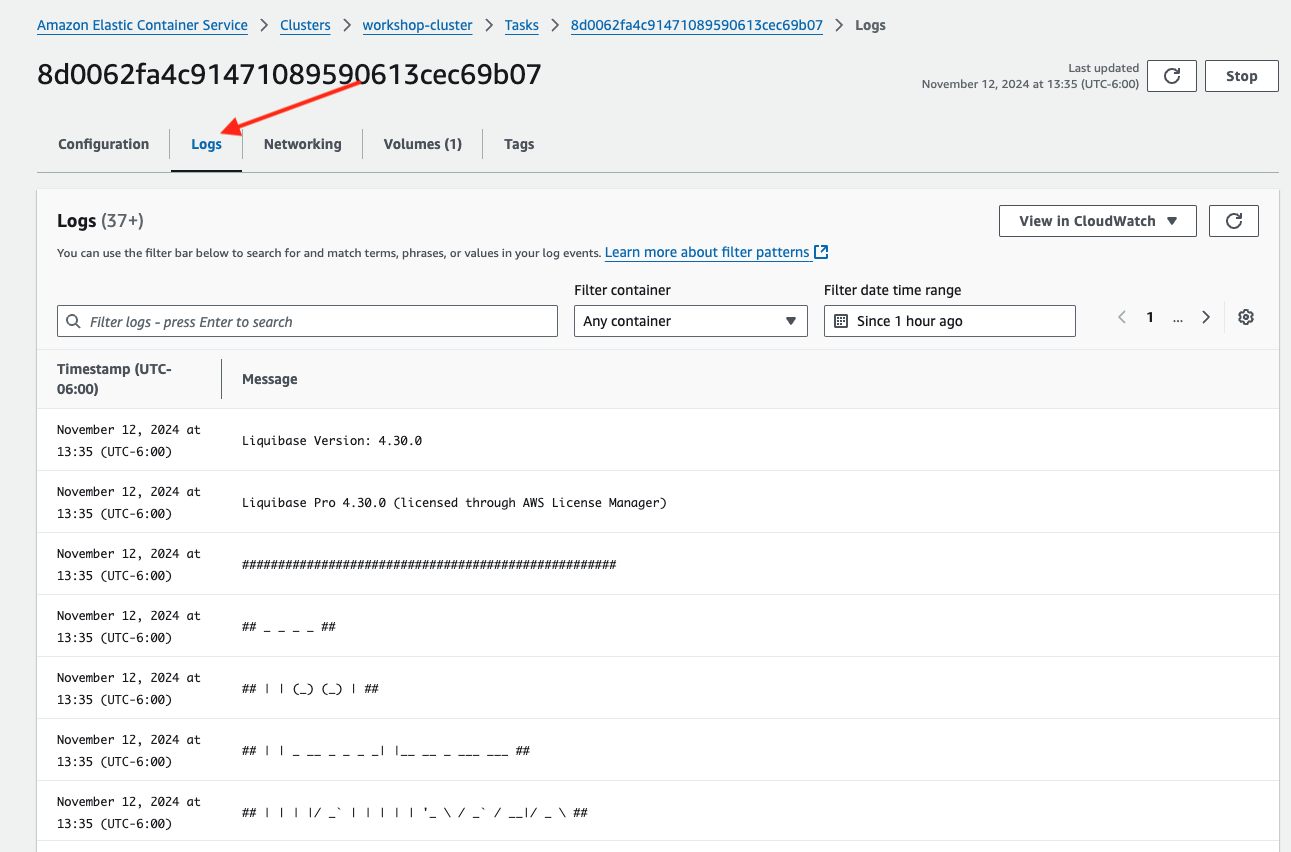 Amazon Elastic Container Service > Clusters > workshop-cluster > Tasks > 8d0062fa4c91471089590613cec69b07 > Logs
8d0062fa4c91471089590613cec69b07
Last updated
November 12, 2024 at 13:35 (UTC-6:00)
Stop
Configuration
Logs
Networking
Volumes (1)
Tags
Logs (37+)
View in CloudWatch
You can use the filter bar below to search for and match terms, phrases, or values in your log events. Learn more about filter patterns
Filter container
Filter date time range
Filter logs - press Enter to search
Any container
Since 1 hour ago
1 ...
Timestamp (UTC-
06:00)
Message
November 12, 2024 at
13:35 (UTC-6:00)
Liquibase Version: 4.30.0
November 12, 2024 at
13:35 (UTC-6:00)
Liquibase Pro 4.30.0 (licensed through AWS License Manager)
November 12, 2024 at
13:35 (UTC-6:00)
####################################################
November 12, 2024 at
13:35 (UTC-6:00)
## _ _ _ _ ##
November 12, 2024 at
13:35 (UTC-6:00)
## | | (_) (_) | ##
November 12, 2024 at
13:35 (UTC-6:00)
## | | _ __ _ _ _ _| |__ __ _ ___ ___ ##
November 12, 2024 at
13:35 (UTC-6:00)
## | | | |/ _` | | | | | '_ \ / _` / __|/ _ \ ##